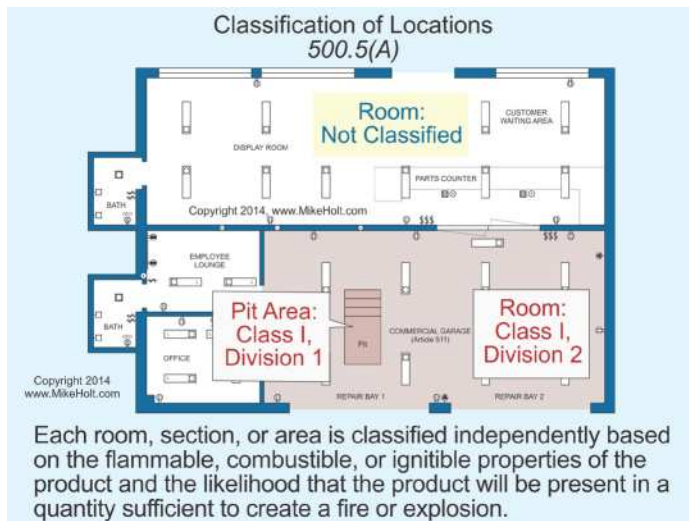 Classification of Locations
500.5(A)
Room:
Not Classified
CUSTOMER
WAITING AREA
DISPLAY ROOM
PARTS COUNTER
BATH
$$
Copyright 2014, www.MikeHolt.com
$$$
$$$
EMPLOYEE
LOUNGE
$$
BATH
OFFICE
Pit Area:
Class I,
Division 1
Pit
COMMERCIAL GARAGE
(Article 511)
Room:
Class I,
Division 2
REPAIR BAY 1
REPAIR BAY 2
Copyright 2014
www.MikeHolt.com
Each room, section, or area is classified independently based
on the flammable, combustible, or ignitible properties of the
product and the likelihood that the product will be present in a
quantity sufficient to create a fire or explosion.